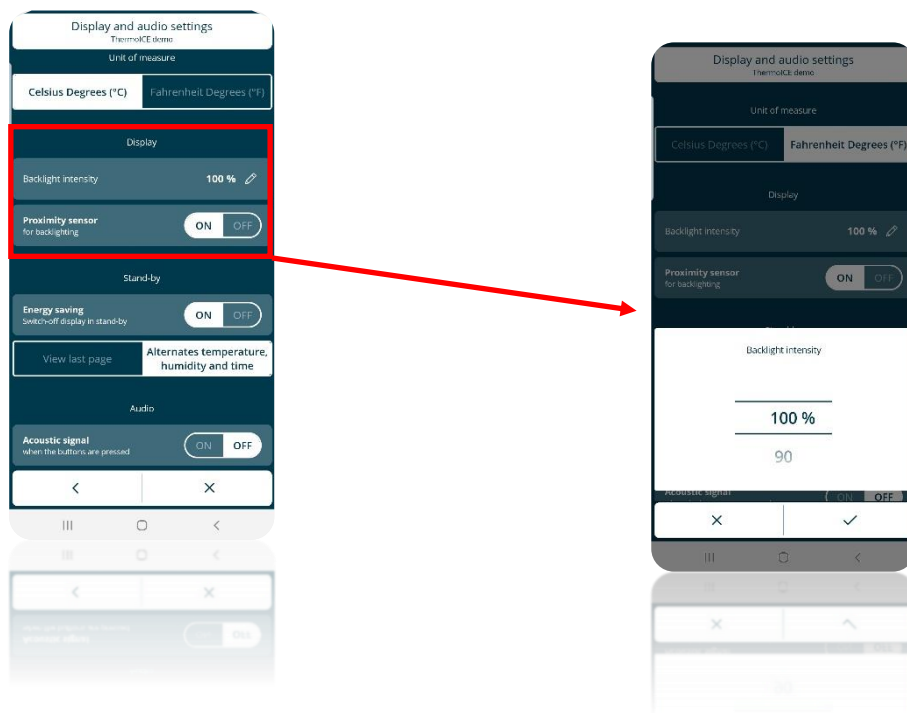 Display and audio settings
ThermoICE demo
Unit of measure
Celsius Degrees (°C) Fahrenheit Degrees (°F)
Display
Backlight intensity 100 %
Proximity sensor ON OFF
for backlighting
Stand-by
Energy saving ON OFF
Switch-off display in stand-by
View last page Alternates temperature,
humidity and time
Audio
Acoustic signal ON OFF
when the buttons are pressed
Display and audio settings
ThermoICE demo
Unit of measure
Celsius Degrees (°C) Fahrenheit Degrees (°F)
Display
Backlight intensity 100 %
Proximity sensor ON OFF
for backlighting
Backlight intensity
100 %
90
Acoustic signal ON OFF